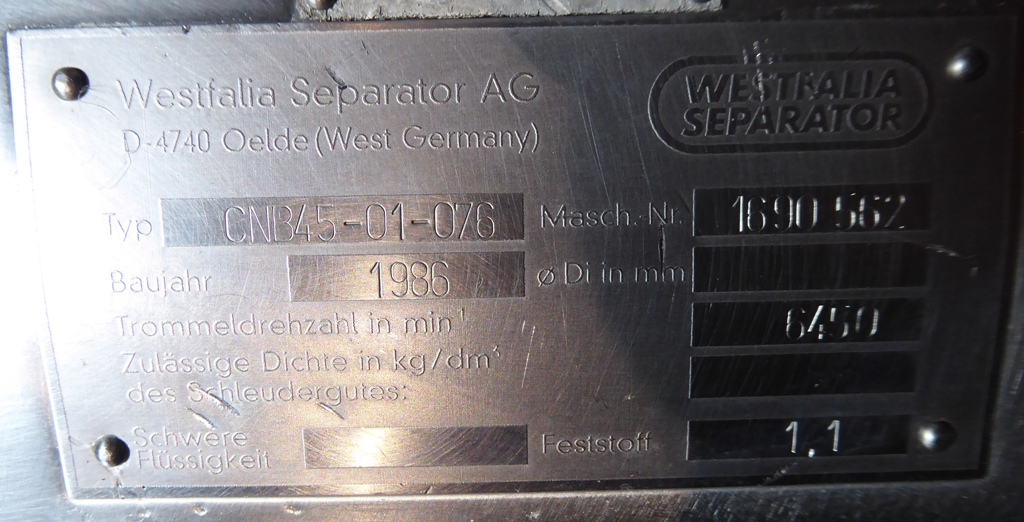 Westfalia Separator AG
D-4740 Oelde (West Germany)
WESTFALIA
SEPARATOR
Typ CNB45-01-076 Masch.-Nr. 1690 562
Baujahr 1986 ø Di in mm
Trommeldrehzahl in min⁻¹ 6450
Zulässige Dichte in kg/dm³
des Schleudergutes:
Schwere
Flüssigkeit Feststoff 1,1